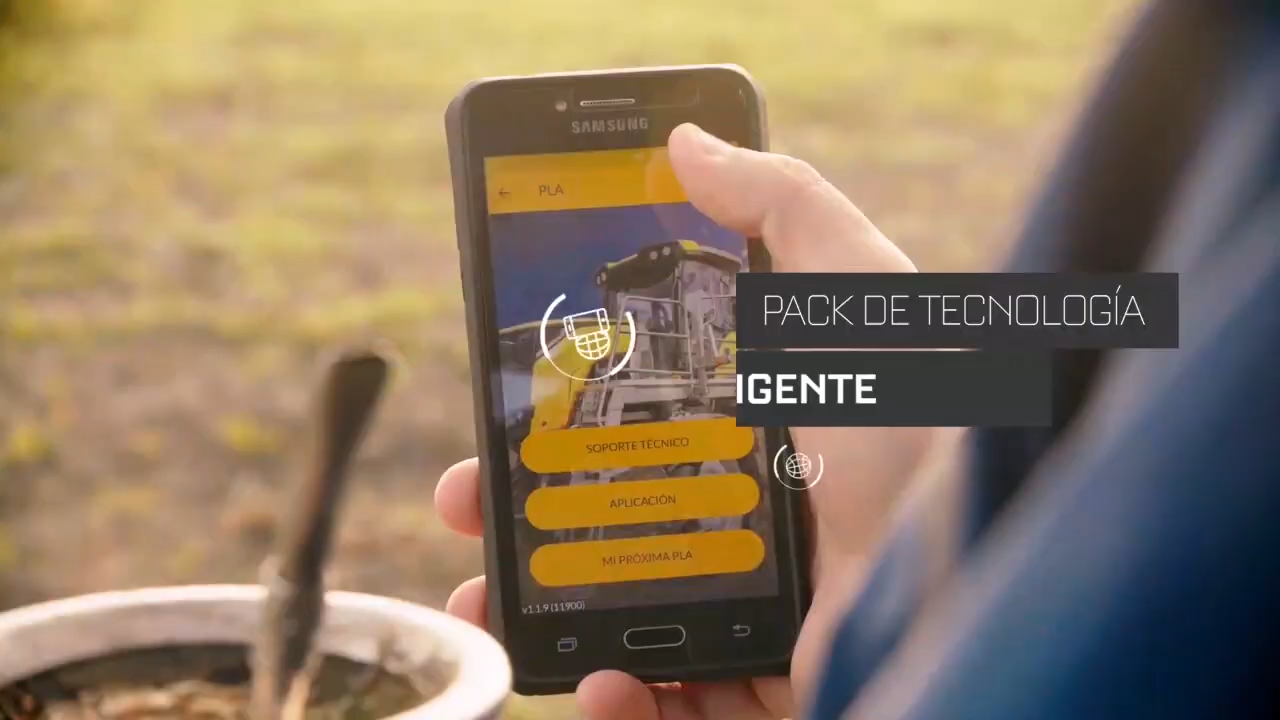 SAMSUNG
PLA
PACK DE TECNOLOGÍA
IGENTE
SOPORTE TÉCNICO
APLICACIÓN
MI PRÓXIMA PLA
v1.1.9 (11900)